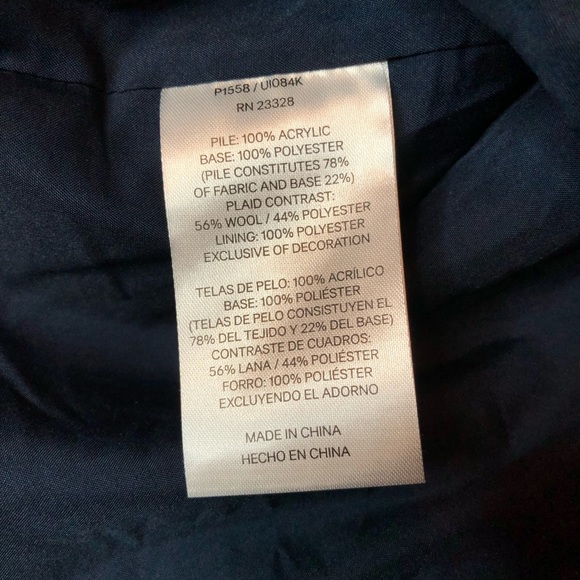 P1558 / U1084K
RN 23328
PILE: 100% ACRYLIC
BASE: 100% POLYESTER
(PILE CONSTITUTES 78%
OF FABRIC AND BASE 22%)
PLAID CONTRAST:
56% WOOL / 44% POLYESTER
LINING: 100% POLYESTER
EXCLUSIVE OF DECORATION
TELAS DE PELO: 100% ACRÍLICO
BASE: 100% POLIÉSTER
(TELAS DE PELO CONSISTUYEN EL
78% DEL TEJIDO Y 22% DEL BASE)
CONTRASTE DE CUADROS:
56% LANA / 44% POLIÉSTER
FORRO: 100% POLIÉSTER
EXCLUYENDO EL ADORNO
MADE IN CHINA
HECHO EN CHINA